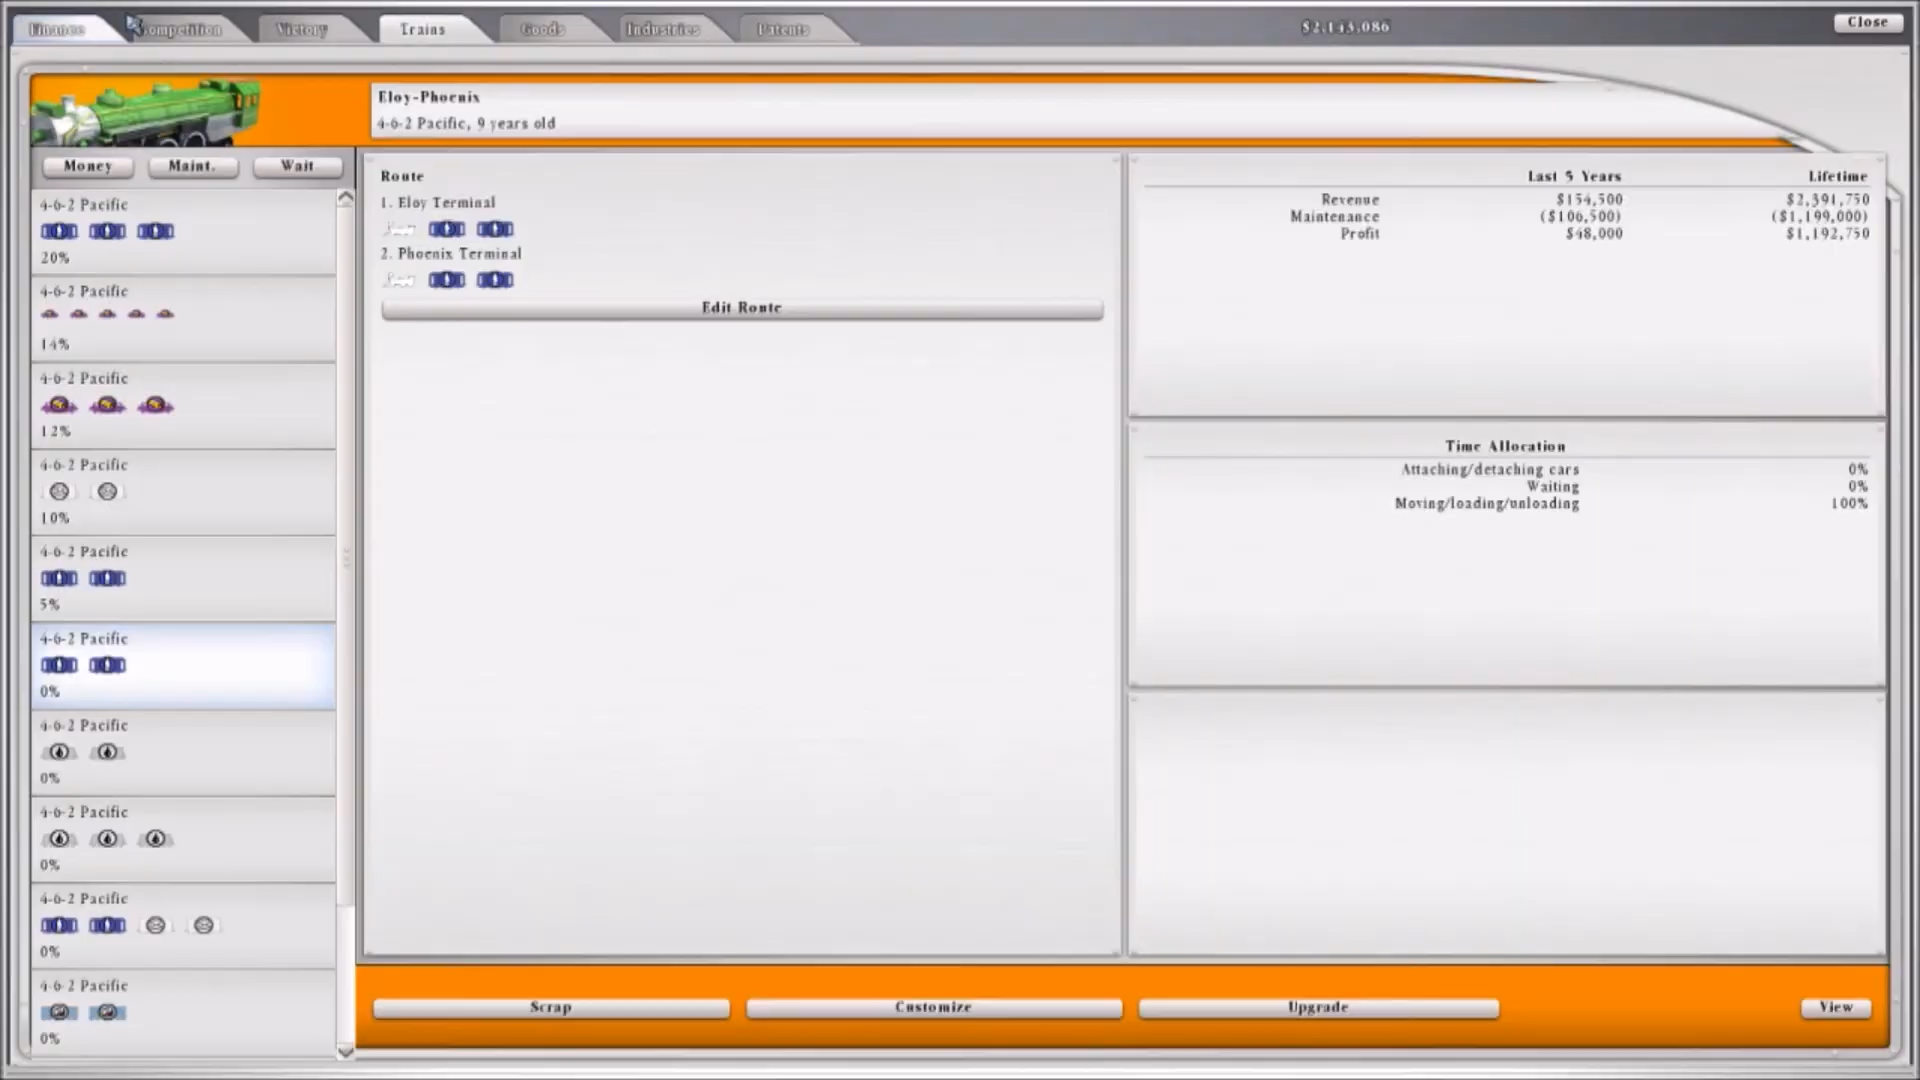 Finance Competition Victory Trains Goods Industries Patents $2,143,086 Close
Eloy-Phoenix
4-6-2 Pacific, 9 years old
Money Maint. Wait
4-6-2 Pacific
20%
4-6-2 Pacific
14%
4-6-2 Pacific
12%
4-6-2 Pacific
10%
4-6-2 Pacific
5%
4-6-2 Pacific
0%
4-6-2 Pacific
0%
4-6-2 Pacific
0%
4-6-2 Pacific
0%
4-6-2 Pacific
0%
Route
1. Eloy Terminal
2. Phoenix Terminal
Edit Route
Last 5 Years Lifetime
Revenue $154,500 $2,391,750
Maintenance ($106,500) ($1,199,000)
Profit $48,000 $1,192,750
Time Allocation
Attaching/detaching cars 0%
Waiting 0%
Moving/loading/unloading 100%
Scrap Customize Upgrade View